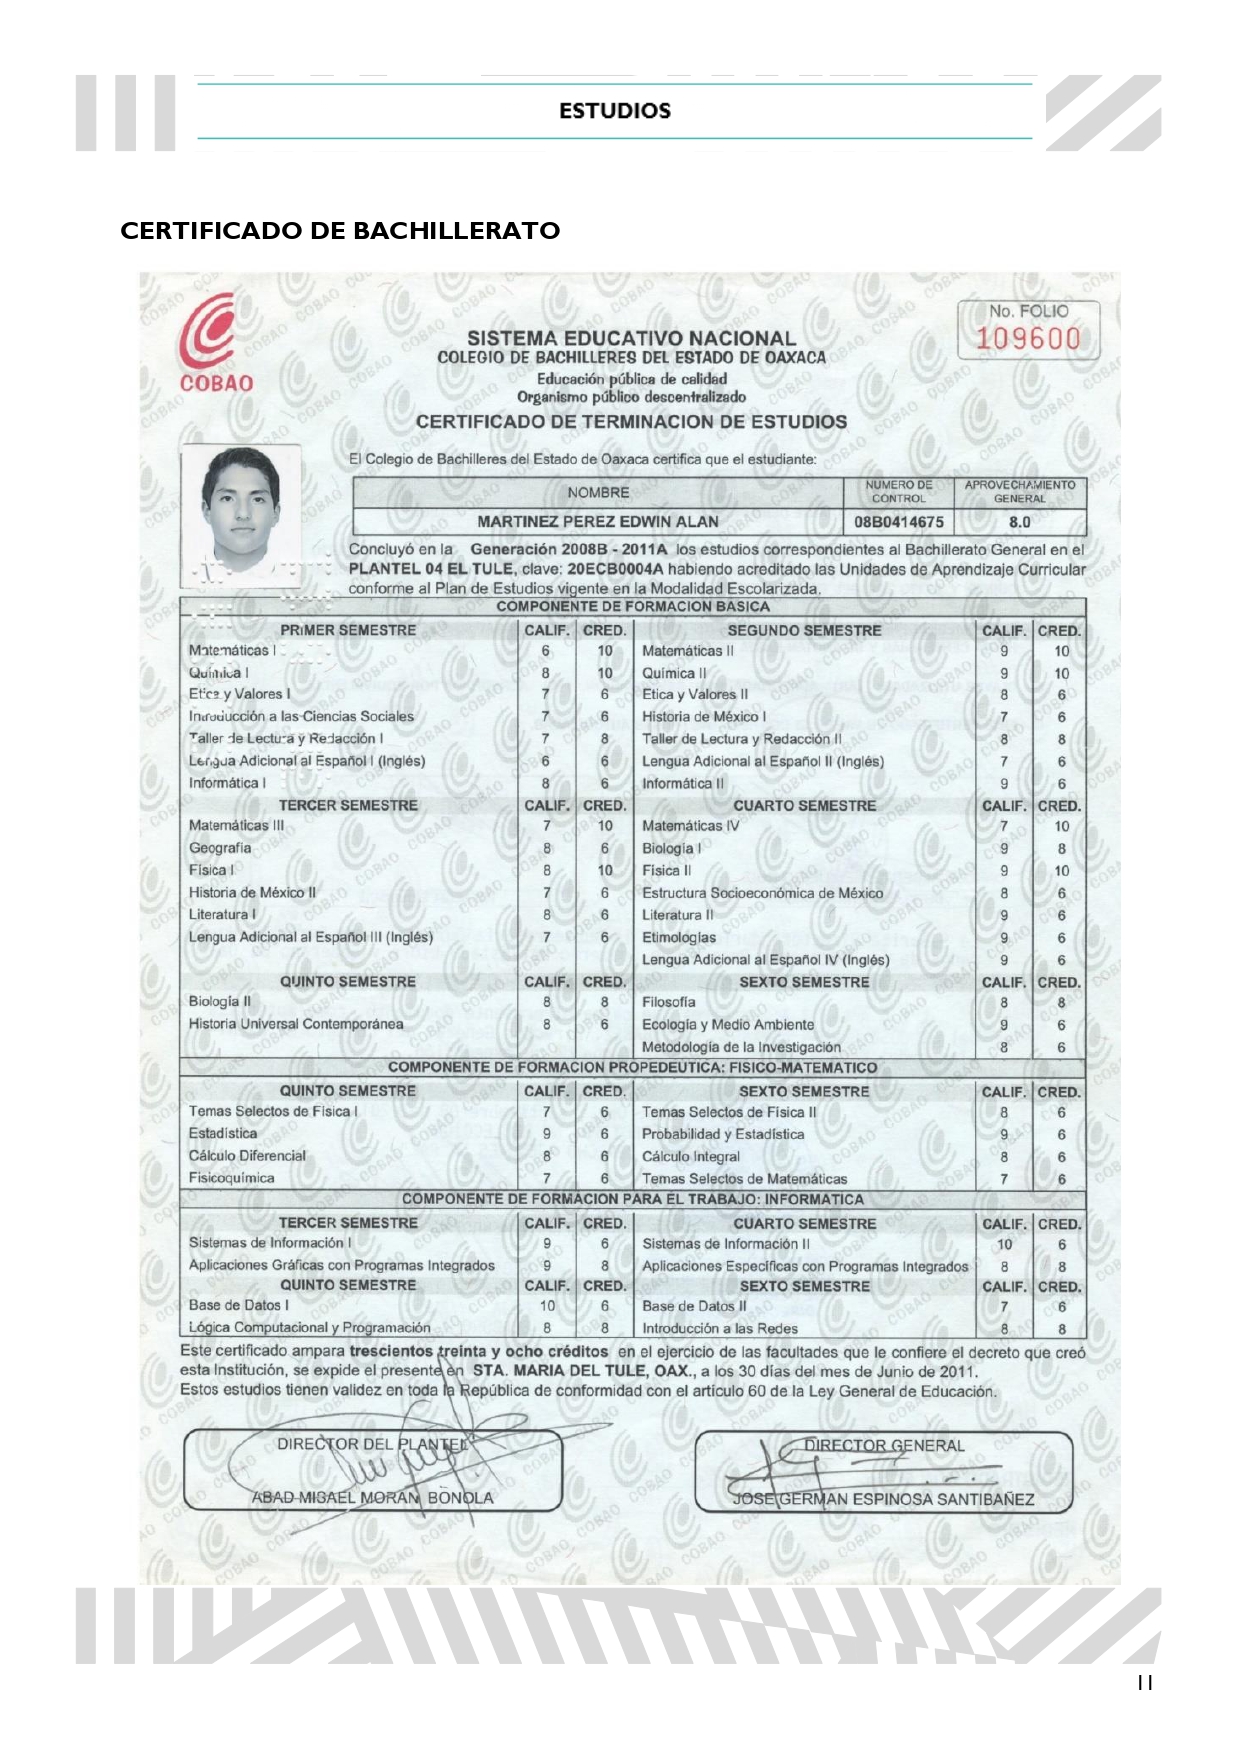 ESTUDIOS
CERTIFICADO DE BACHILLERATO
COBAO
No. FOLIO
109600
SISTEMA EDUCATIVO NACIONAL
COLEGIO DE BACHILLERES DEL ESTADO DE OAXACA
Educación pública de calidad
Organismo público descentralizado
CERTIFICADO DE TERMINACION DE ESTUDIOS
El Colegio de Bachilleres del Estado de Oaxaca certifica que el estudiante:
NOMBRE NUMERO DE CONTROL APROVECHAMIENTO GENERAL
MARTINEZ PEREZ EDWIN ALAN 08B0414675 8.0
Concluyó en la Generación 2008B - 2011A los estudios correspondientes al Bachillerato General en el
PLANTEL 04 EL TULE, clave: 20ECB0004A habiendo acreditado las Unidades de Aprendizaje Curricular
conforme al Plan de Estudios vigente en la Modalidad Escolarizada.
COMPONENTE DE FORMACION BASICA
PRIMER SEMESTRE CALIF. CRED. SEGUNDO SEMESTRE CALIF. CRED.
Matemáticas I 6 10 Matemáticas II 9 10
Química I 8 10 Química II 9 10
Etica y Valores I 7 6 Etica y Valores II 8 6
Introducción a las Ciencias Sociales 7 6 Historia de México I 7 6
Taller de Lectura y Redacción I 7 8 Taller de Lectura y Redacción II 8 8
Lengua Adicional al Español I (Inglés) 6 6 Lengua Adicional al Español II (Inglés) 7 6
Informática I 8 6 Informática II 9 6
TERCER SEMESTRE CALIF. CRED. CUARTO SEMESTRE CALIF. CRED.
Matemáticas III 7 10 Matemáticas IV 7 10
Geografía 8 6 Biología I 9 8
Física I 8 10 Física II 9 10
Historia de México II 7 6 Estructura Socioeconómica de México 8 6
Literatura I 8 6 Literatura II 9 6
Lengua Adicional al Español III (Inglés) 7 6 Etimologías 9 6
Lengua Adicional al Español IV (Inglés) 9 6
QUINTO SEMESTRE CALIF. CRED. SEXTO SEMESTRE CALIF. CRED.
Biología II 8 8 Filosofía 8 8
Historia Universal Contemporánea 8 6 Ecología y Medio Ambiente 9 6
Metodología de la Investigación 8 6
COMPONENTE DE FORMACION PROPEDEUTICA: FISICO-MATEMATICO
QUINTO SEMESTRE CALIF. CRED. SEXTO SEMESTRE CALIF. CRED.
Temas Selectos de Física I 7 6 Temas Selectos de Física II 8 6
Estadística 9 6 Probabilidad y Estadística 9 6
Cálculo Diferencial 8 6 Cálculo Integral 8 6
Fisicoquímica 7 6 Temas Selectos de Matemáticas 7 6
COMPONENTE DE FORMACION PARA EL TRABAJO: INFORMATICA
TERCER SEMESTRE CALIF. CRED. CUARTO SEMESTRE CALIF. CRED.
Sistemas de Información I 9 6 Sistemas de Información II 10 6
Aplicaciones Gráficas con Programas Integrados 9 8 Aplicaciones Específicas con Programas Integrados 8 8
QUINTO SEMESTRE CALIF. CRED. SEXTO SEMESTRE CALIF. CRED.
Base de Datos I 10 6 Base de Datos II 7 6
Lógica Computacional y Programación 8 8 Introducción a las Redes 8 8
Este certificado ampara trescientos treinta y ocho créditos en el ejercicio de las facultades que le confiere el decreto que creó
esta Institución, se expide el presente en STA. MARIA DEL TULE, OAX., a los 30 días del mes de Junio de 2011.
Estos estudios tienen validez en toda la República de conformidad con el artículo 60 de la Ley General de Educación.
DIRECTOR DEL PLANTEL DIRECTOR GENERAL
ABAD MISAEL MORAN BONOLA JOSE GERMAN ESPINOSA SANTIBAÑEZ
11